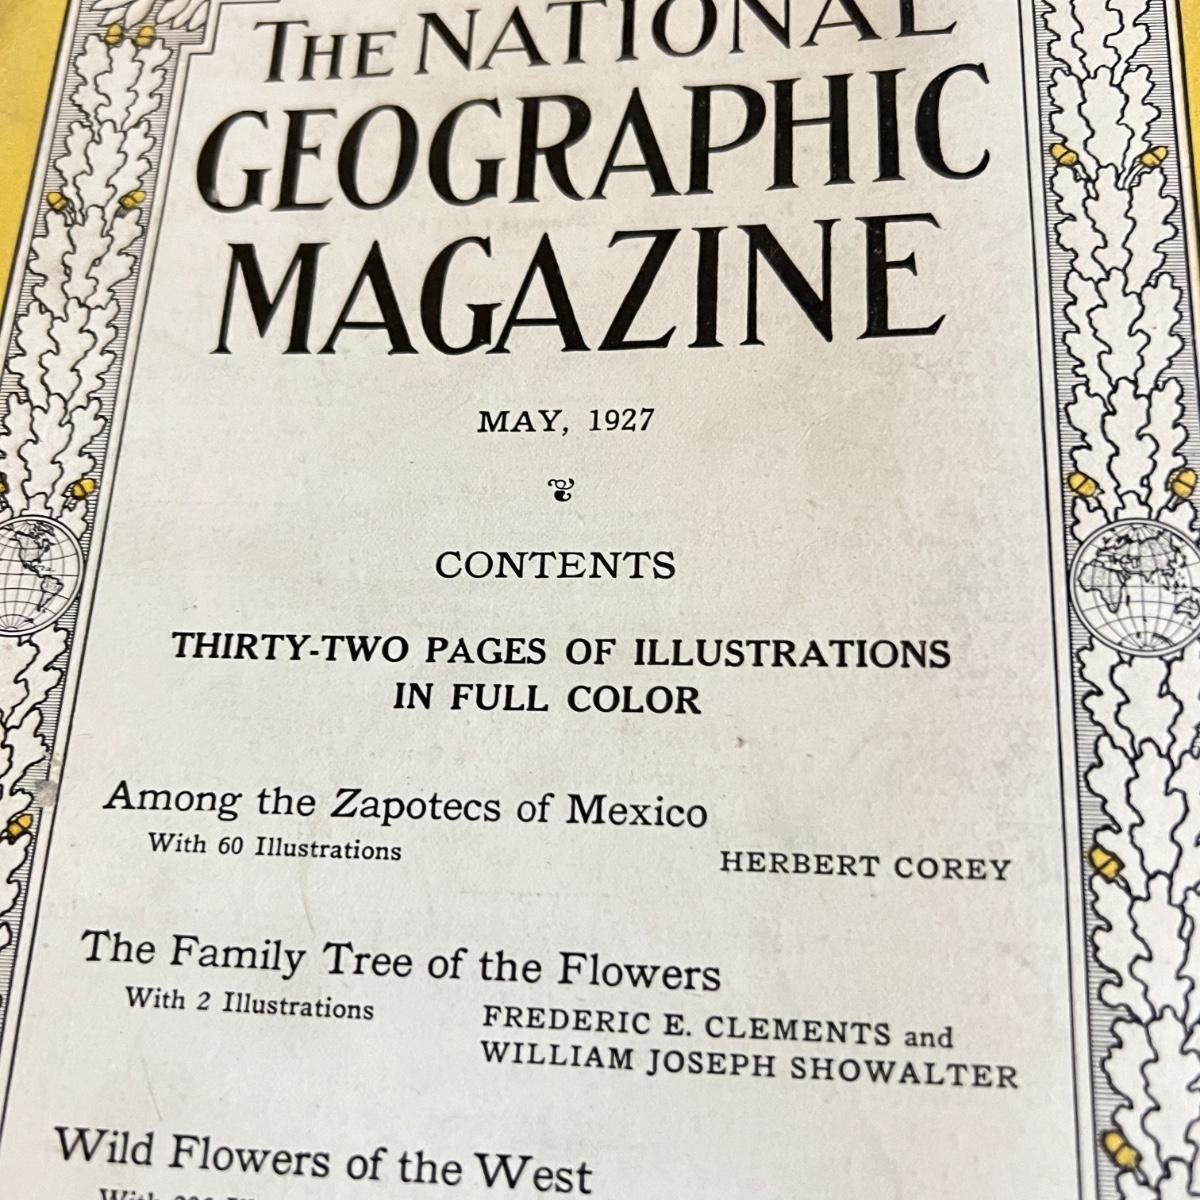 THE NATIONAL
GEOGRAPHIC
MAGAZINE
MAY, 1927
CONTENTS
THIRTY-TWO PAGES OF ILLUSTRATIONS
IN FULL COLOR
Among the Zapotecs of Mexico
With 60 Illustrations
HERBERT COREY
The Family Tree of the Flowers
With 2 Illustrations
FREDERIC E. CLEMENTS and
WILLIAM JOSEPH SHOWALTER
Wild Flowers of the West
With